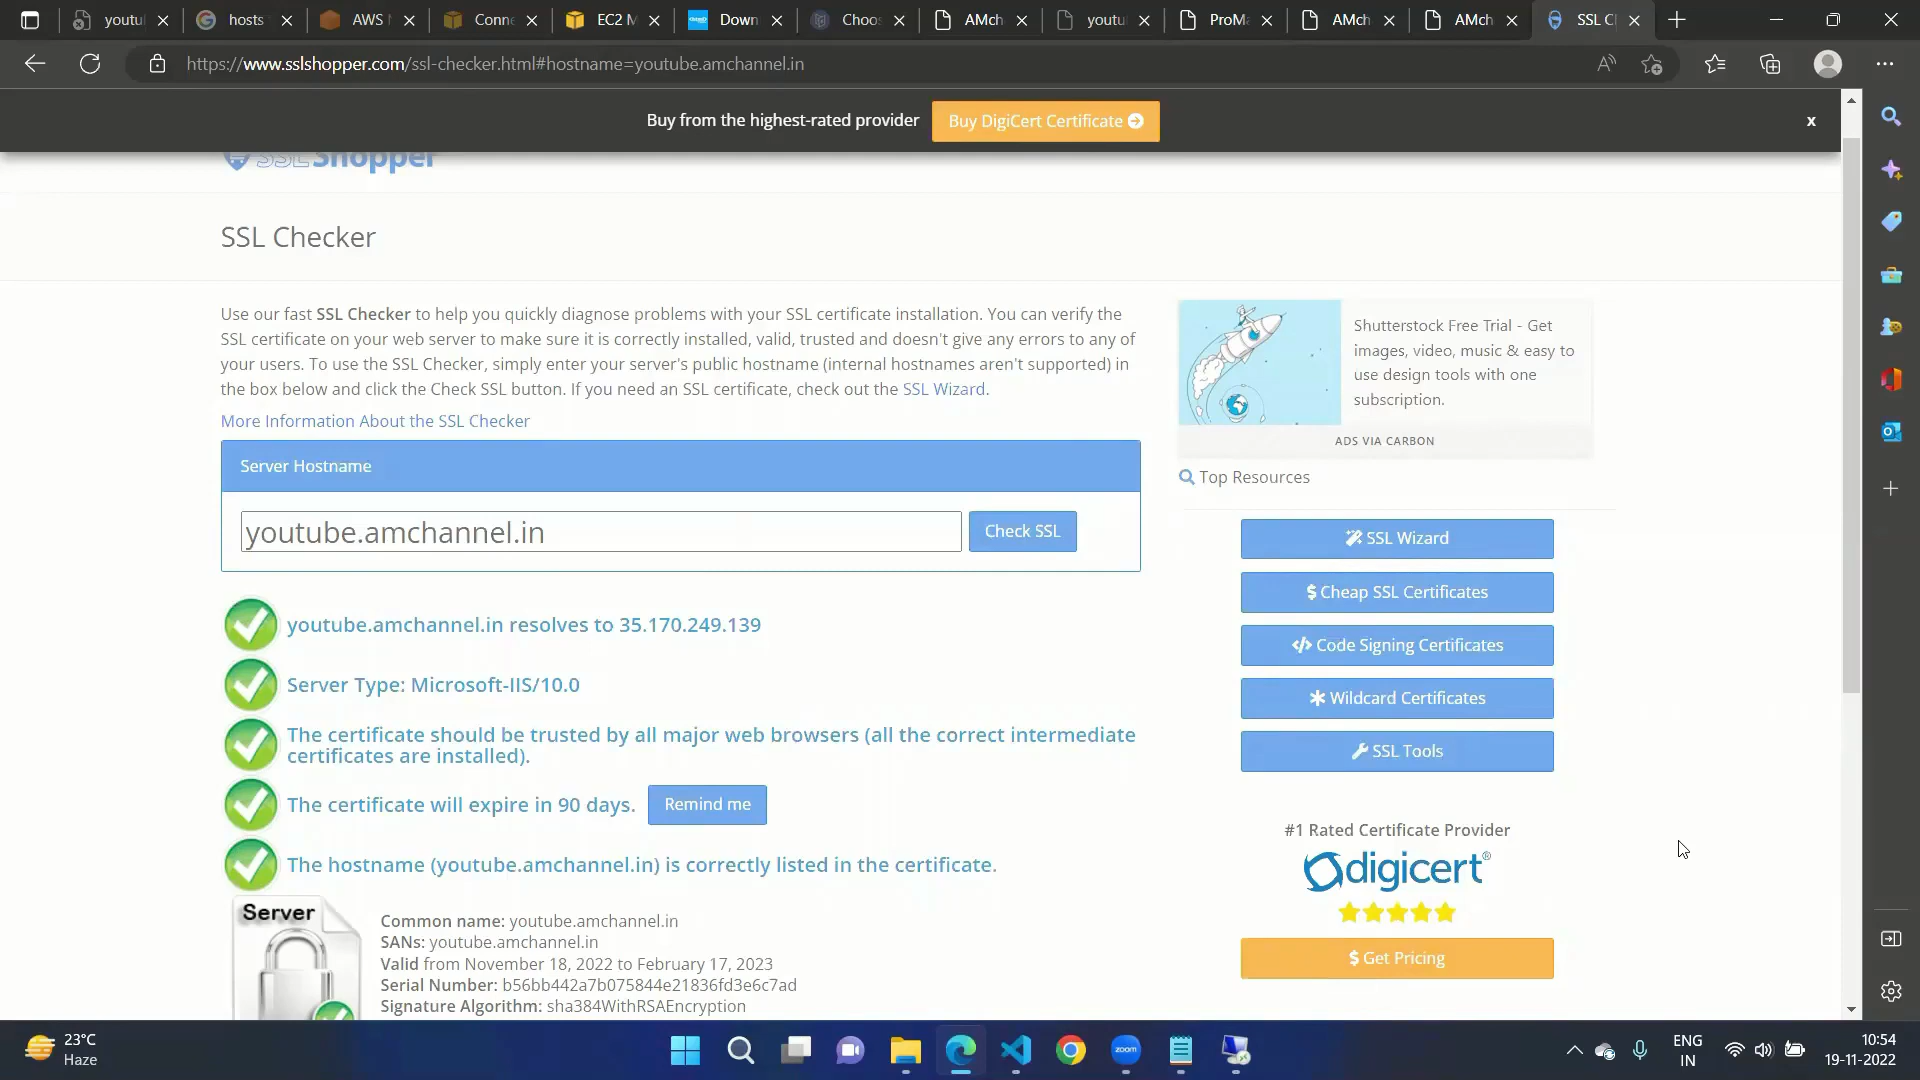 youtu
hosts
AWS
Conne
EC2 M
Down
Choos
AMch
youtu
ProMa
AMch
AMch
SSL C
https://www.sslshopper.com/ssl-checker.html#hostname=youtube.amchannel.in
Buy from the highest-rated provider
Buy DigiCert Certificate
x
SSL Shopper
SSL Checker
Use our fast SSL Checker to help you quickly diagnose problems with your SSL certificate installation. You can verify the
SSL certificate on your web server to make sure it is correctly installed, valid, trusted and doesn't give any errors to any of
your users. To use the SSL Checker, simply enter your server's public hostname (internal hostnames aren't supported) in
the box below and click the Check SSL button. If you need an SSL certificate, check out the SSL Wizard.
More Information About the SSL Checker
Server Hostname
youtube.amchannel.in
Check SSL
youtube.amchannel.in resolves to 35.170.249.139
Server Type: Microsoft-IIS/10.0
The certificate should be trusted by all major web browsers (all the correct intermediate
certificates are installed).
The certificate will expire in 90 days.
Remind me
The hostname (youtube.amchannel.in) is correctly listed in the certificate.
Server
Common name: youtube.amchannel.in
SANs: youtube.amchannel.in
Valid from November 18, 2022 to February 17, 2023
Serial Number: b56bb442a7b075844e21836fd3e6c7ad
Signature Algorithm: sha384WithRSAEncryption
Shutterstock Free Trial - Get
images, video, music & easy to
use design tools with one
subscription.
ADS VIA CARBON
Top Resources
SSL Wizard
$ Cheap SSL Certificates
</> Code Signing Certificates
Wildcard Certificates
SSL Tools
#1 Rated Certificate Provider
digicert®
$ Get Pricing
23°C
Haze
zoom
ENG
IN
10:54
19-11-2022